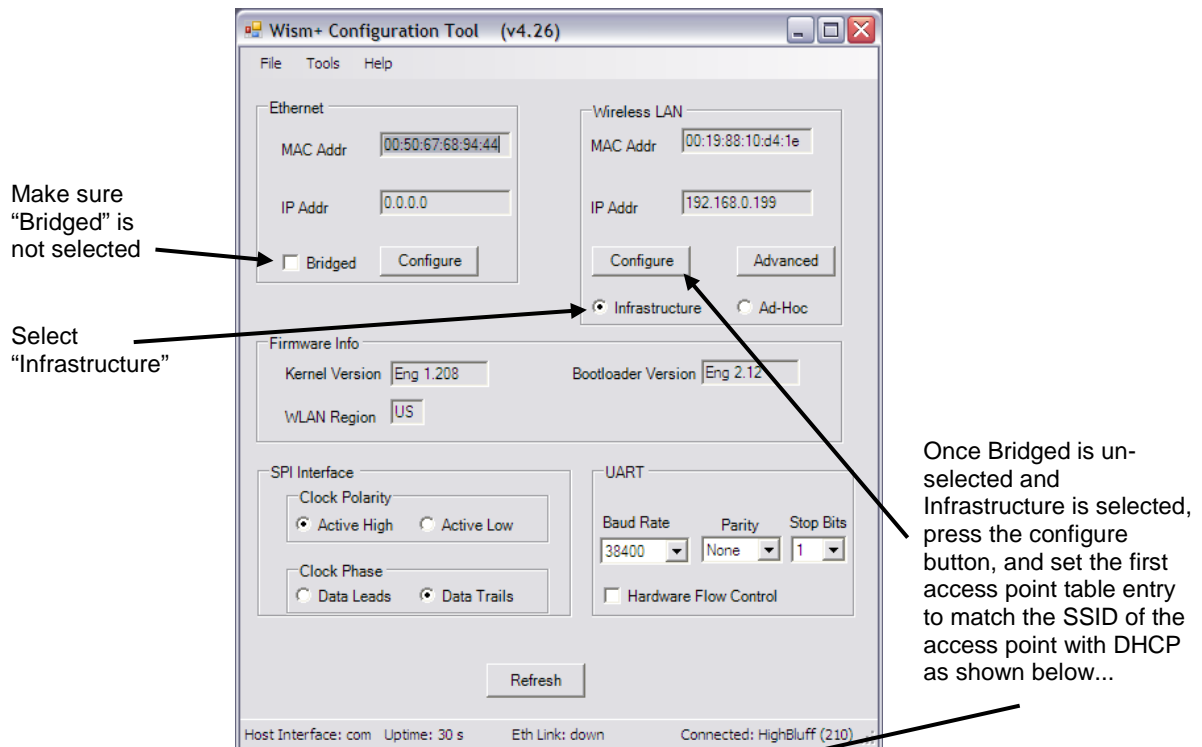 Wism+ Configuration Tool (v4.26)
File Tools Help
Ethernet
MAC Addr 00:50:67:68:94:44
IP Addr 0.0.0.0
Bridged Configure
Wireless LAN
MAC Addr 00:19:88:10:d4:1e
IP Addr 192.168.0.199
Configure Advanced
Infrastructure Ad-Hoc
Make sure
“Bridged” is
not selected
Select
“Infrastructure”
Firmware Info
Kernel Version Eng 1.208 Bootloader Version Eng 2.12
WLAN Region US
SPI Interface
Clock Polarity
Active High Active Low
Clock Phase
Data Leads Data Trails
UART
Baud Rate Parity Stop Bits
38400 None 1
Hardware Flow Control
Once Bridged is un-
selected and
Infrastructure is selected,
press the configure
button, and set the first
access point table entry
to match the SSID of the
access point with DHCP
as shown below...
Refresh
Host Interface: com Uptime: 30 s Eth Link: down Connected: HighBluff (210)